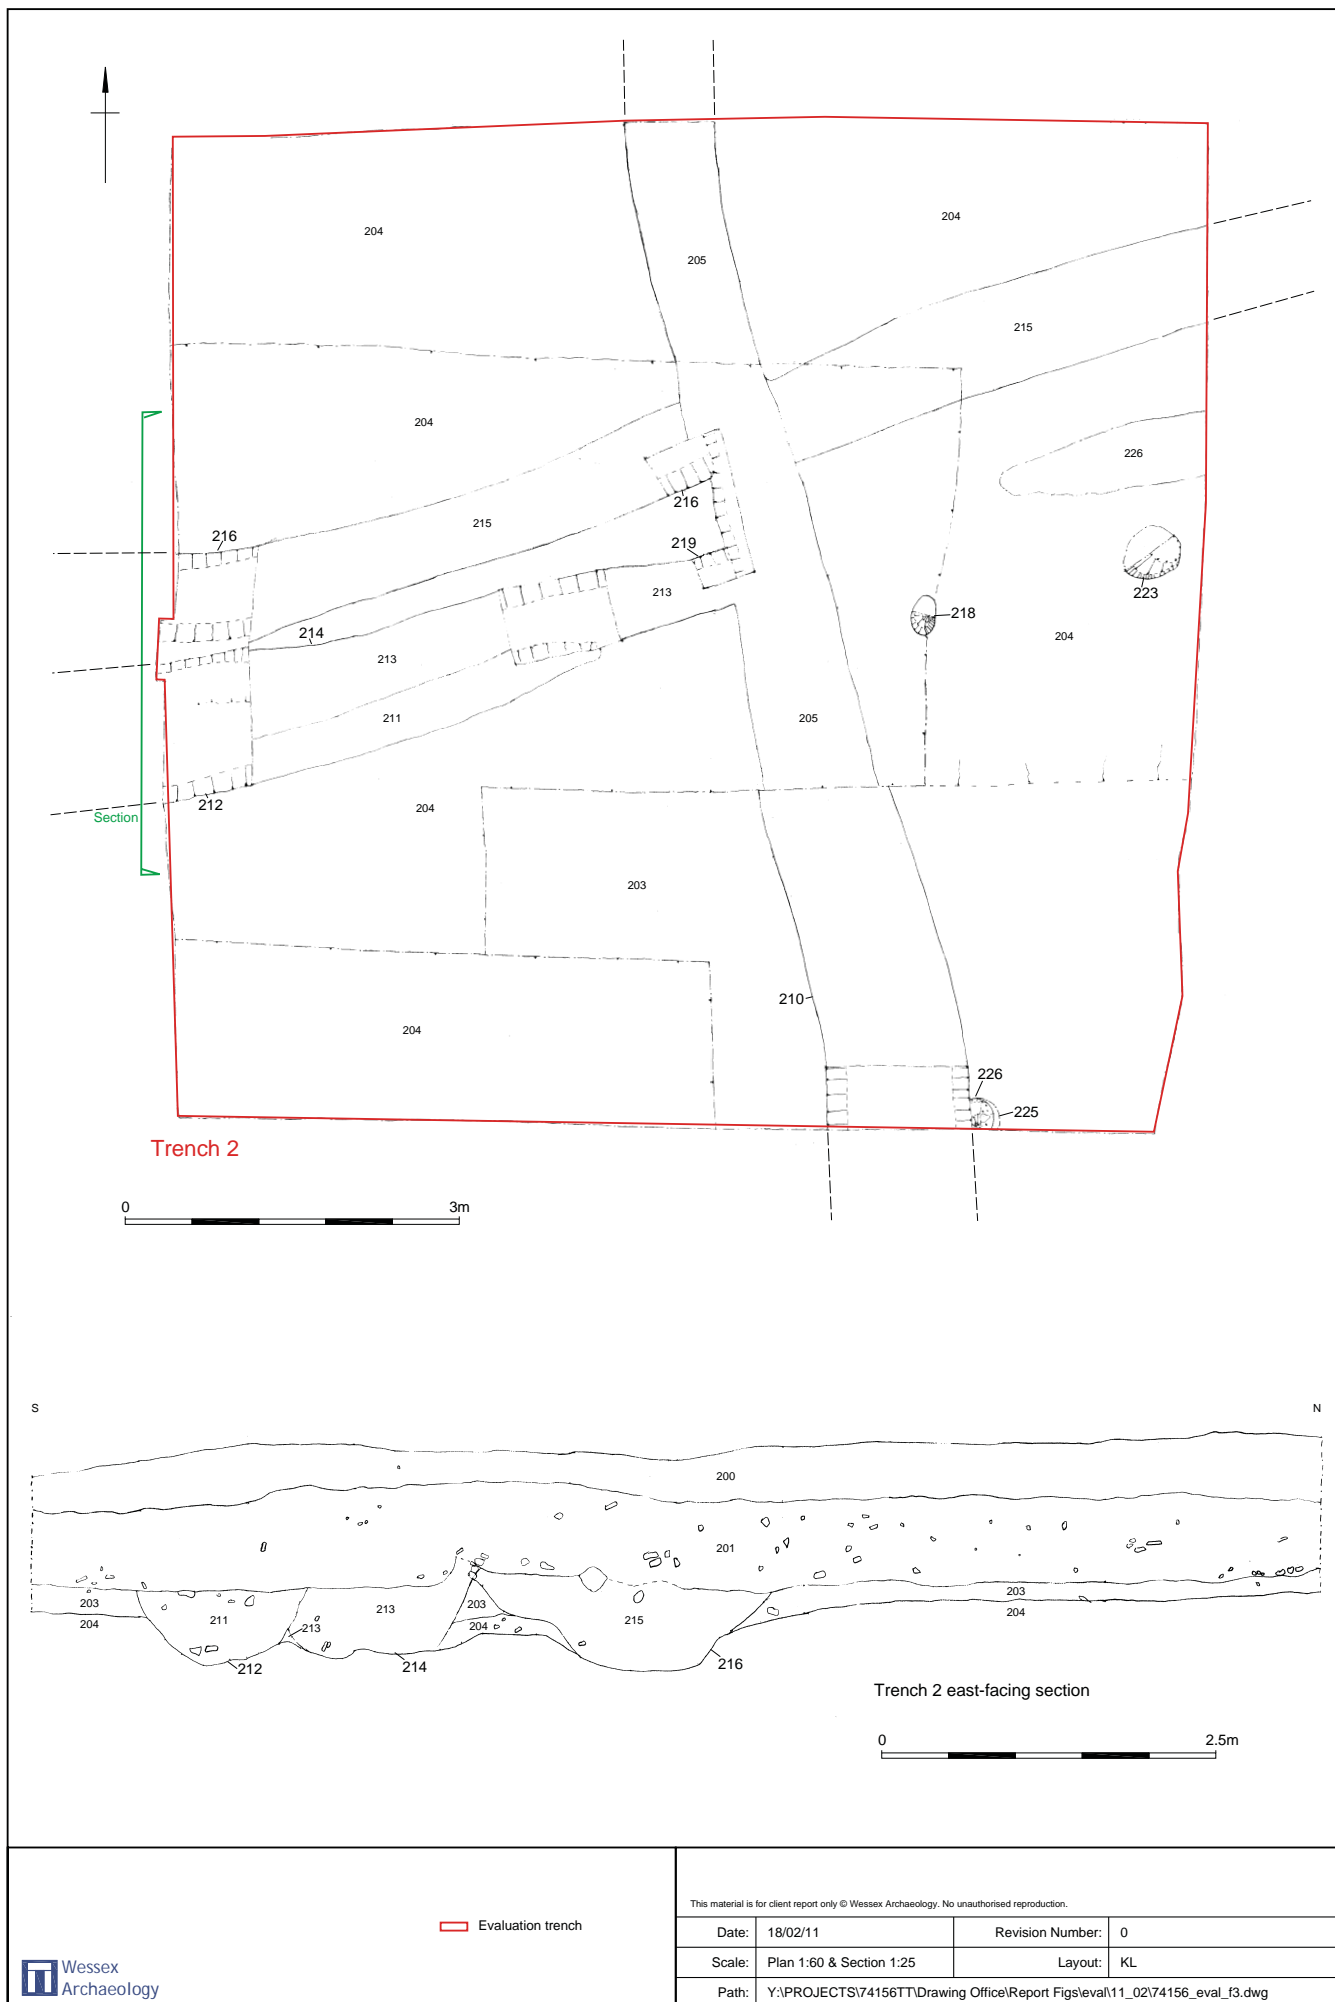 204
204
205
215
204
226
216
215
216
219
223
213
218
214
213
204
211
205
212
204
Section
203
210
204
226
225
Trench 2
0 3m
S N
200
201
203
203 211 213 203 215 204
204 213 204
212 214 216
Trench 2 east-facing section
0 2.5m
This material is for client report only © Wessex Archaeology. No unauthorised reproduction.
Evaluation trench
Date: 18/02/11 Revision Number: 0
Scale: Plan 1:60 & Section 1:25 Layout: KL
Path: Y:\PROJECTS\74156TT\Drawing Office\Report Figs\eval\11_02\74156_eval_f3.dwg
Wessex
Archaeology